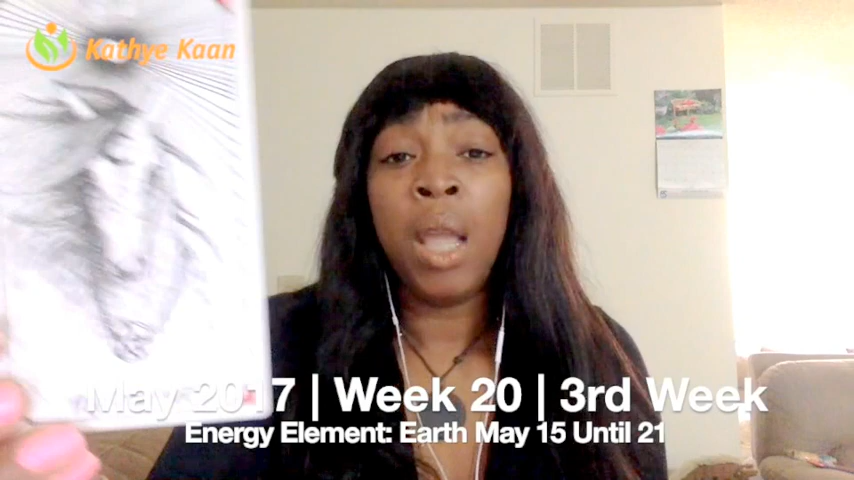 Kathye Kaan
May 2017 | Week 20 | 3rd Week
Energy Element: Earth May 15 Until 21